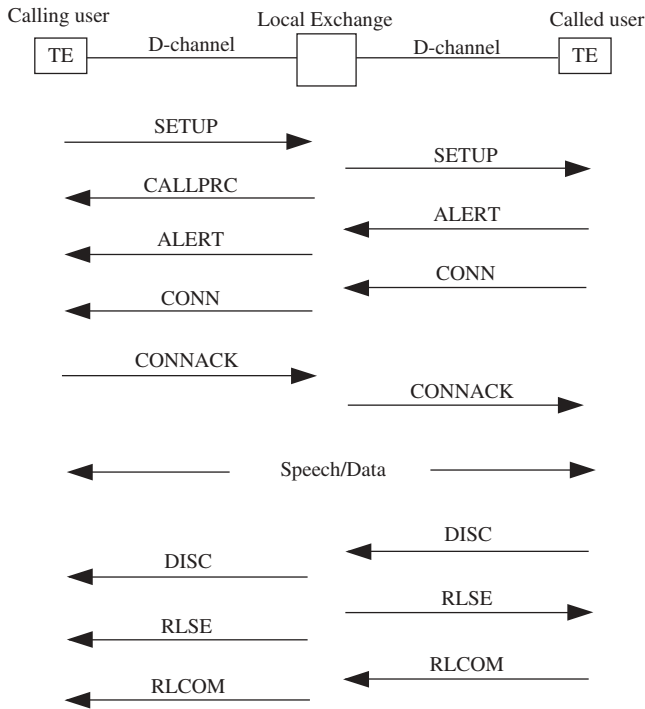 Calling user Local Exchange Called user
TE D-channel D-channel TE
SETUP
SETUP
CALLPRC
ALERT
ALERT
CONN
CONN
CONNACK
CONNACK
Speech/Data
DISC
DISC
RLSE
RLSE
RLCOM
RLCOM